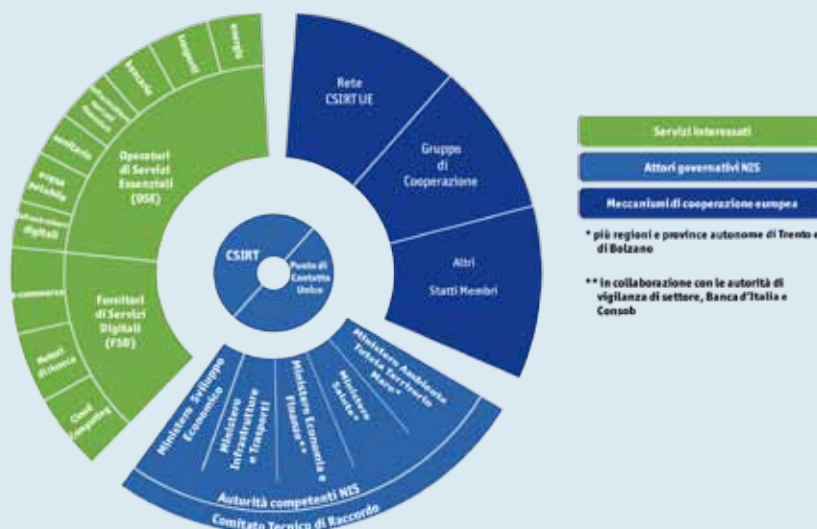 energia
trasporti
bancario
sanitario
acqua
potabile
digitali
Operatori
di Servizi
Essenziali
(OSE)
e-commerce
Motori
di ricerca
Cloud
Computing
Fornitori
di Servizi
Digitali
(FSD)
Rete
CSIRT UE
Gruppo
di
Cooperazione
Altri
Statti Membri
CSIRT
Punto di
Contatto
Unico
Ministero Sviluppo
Economico
Ministero
Infrastrutture
e Trasporti
Ministero Economia e
Finanza**
Ministero
Salute*
Ministero Ambiente
Tutela Territorio
Mare*
Autorità competenti NIS
Comitato Tecnico di Raccordo
Servizi interessati
Attori governativi NIS
Meccanismi di cooperazione europea
* più regioni e province autonome di Trento e
di Bolzano
** in collaborazione con le autorità di
vigilanza di settore, Banca d'Italia e
Consob